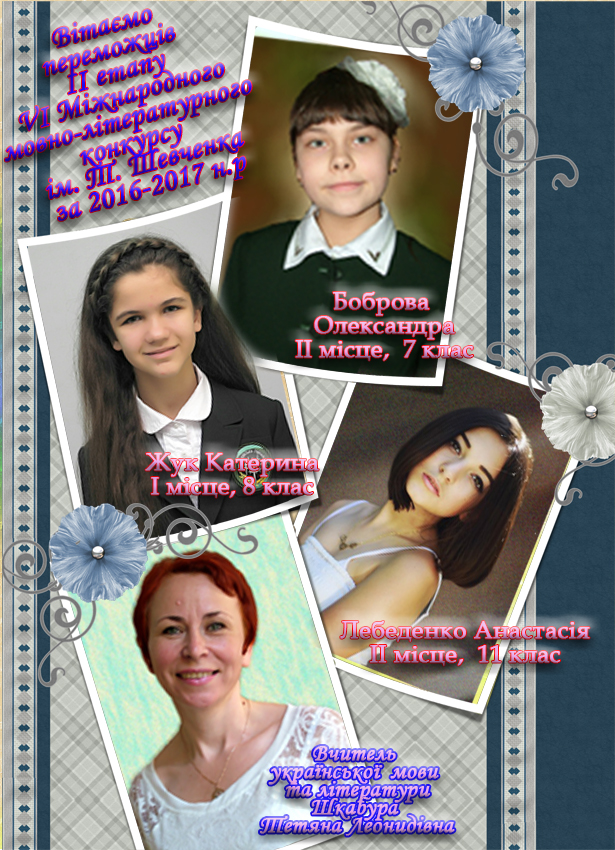 Вітаємо
переможців
ІІ етапу
VI Міжнародного
мовно-літературного
конкурсу
ім. Т. Шевченка
за 2016-2017 н.р
Боброва
Олександра
ІІ місце, 7 клас
Жук Катерина
І місце, 8 клас
Лебеденко Анастасія
ІІ місце, 11 клас
Вчитель
української мови
та літератури
Шкабура
Тетяна Леонидівна